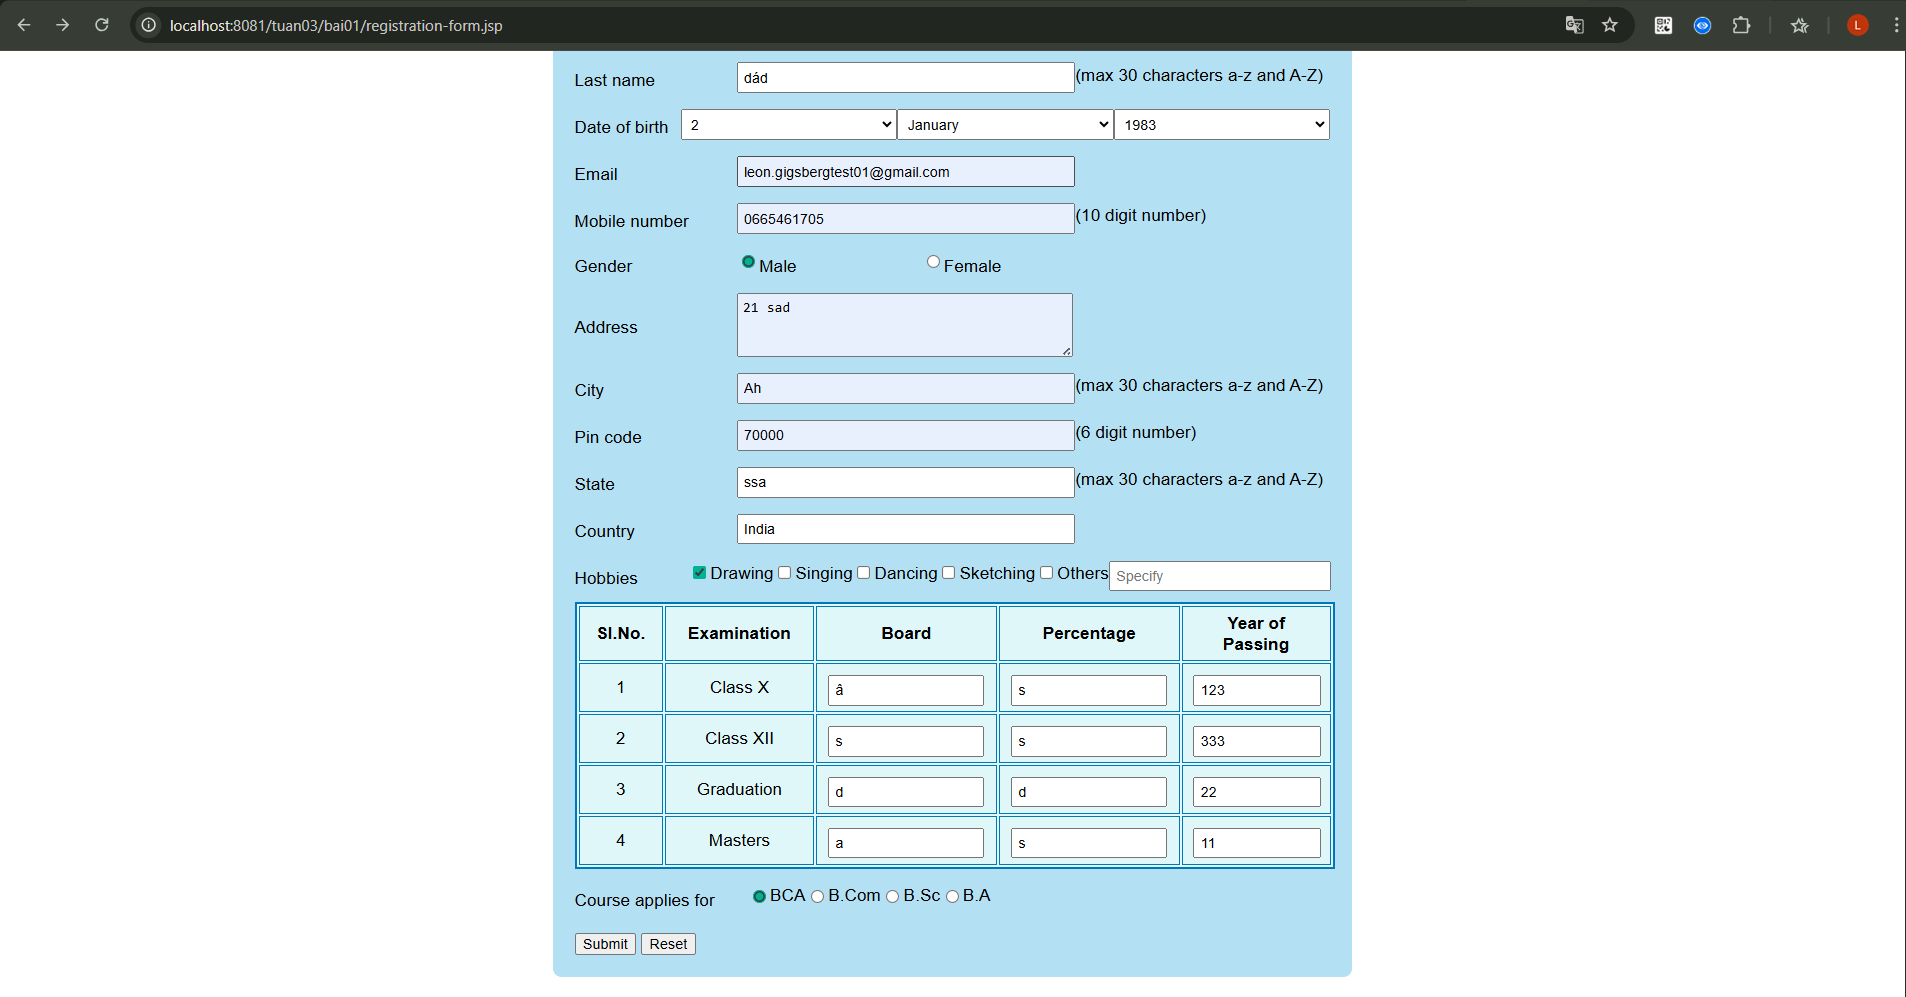 localhost:8081/tuan03/bai01/registration-form.jsp
L
Last name dád (max 30 characters a-z and A-Z)
Date of birth 2 January 1983
Email leon.gigsbergtest01@gmail.com
Mobile number 0665461705 (10 digit number)
Gender Male Female
Address 21 sad
City Ah (max 30 characters a-z and A-Z)
Pin code 70000 (6 digit number)
State ssa (max 30 characters a-z and A-Z)
Country India
Hobbies Drawing Singing Dancing Sketching Others Specify
Sl.No. Examination Board Percentage Year of Passing
1 Class X â s 123
2 Class XII s s 333
3 Graduation d d 22
4 Masters a s 11
Course applies for BCA B.Com B.Sc B.A
Submit Reset